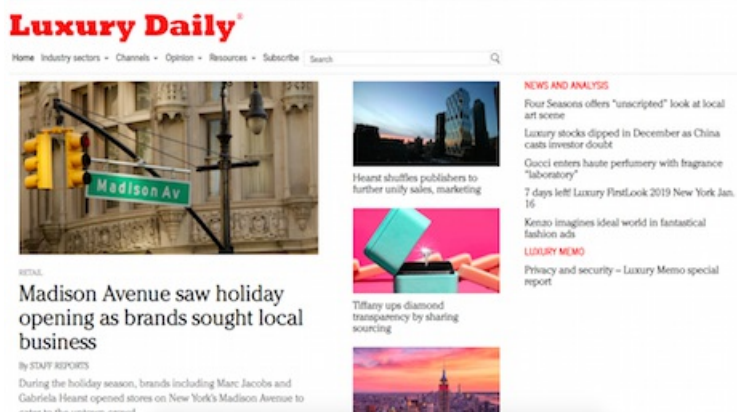 Luxury Daily®
Home Industry sectors Channels Opinion Resources Subscribe Search
Madison Av
RETAIL
Madison Avenue saw holiday
opening as brands sought local
business
By STAFF REPORTS
During the holiday season, brands including Marc Jacobs and
Gabriela Hearst opened stores on New York's Madison Avenue to
Hearst shuffles publishers to
further unify sales, marketing
Tiffany ups diamond
transparency by sharing
sourcing
NEWS AND ANALYSIS
Four Seasons offers "unscripted" look at local
art scene
Luxury stocks dipped in December as China
casts investor doubt
Gucci enters haute perfumery with fragrance
"laboratory"
7 days left! Luxury FirstLook 2019 New York Jan.
16
Kenzo imagines ideal world in fantastical
fashion ads
LUXURY MEMO
Privacy and security – Luxury Memo special
report